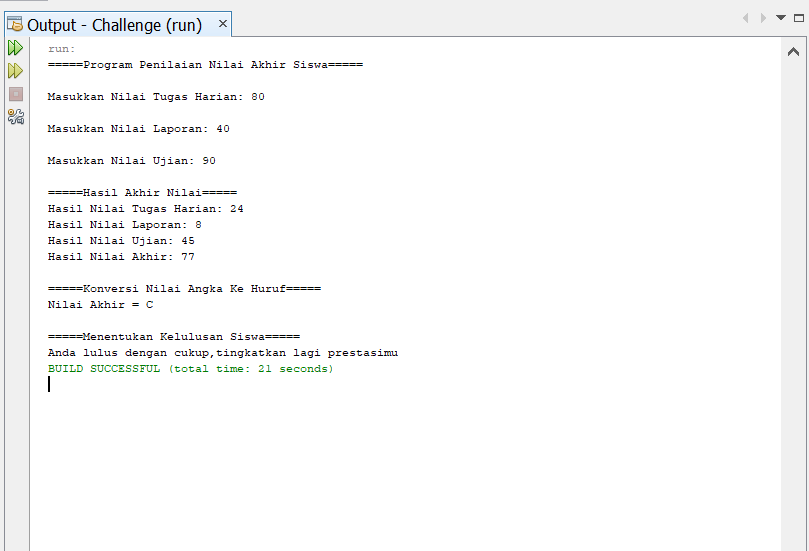 Output - Challenge (run)
run:
=====Program Penilaian Nilai Akhir Siswa=====
Masukkan Nilai Tugas Harian: 80
Masukkan Nilai Laporan: 40
Masukkan Nilai Ujian: 90
=====Hasil Akhir Nilai=====
Hasil Nilai Tugas Harian: 24
Hasil Nilai Laporan: 8
Hasil Nilai Ujian: 45
Hasil Nilai Akhir: 77
=====Konversi Nilai Angka Ke Huruf=====
Nilai Akhir = C
=====Menentukan Kelulusan Siswa=====
Anda lulus dengan cukup,tingkatkan lagi prestasimu
BUILD SUCCESSFUL (total time: 21 seconds)